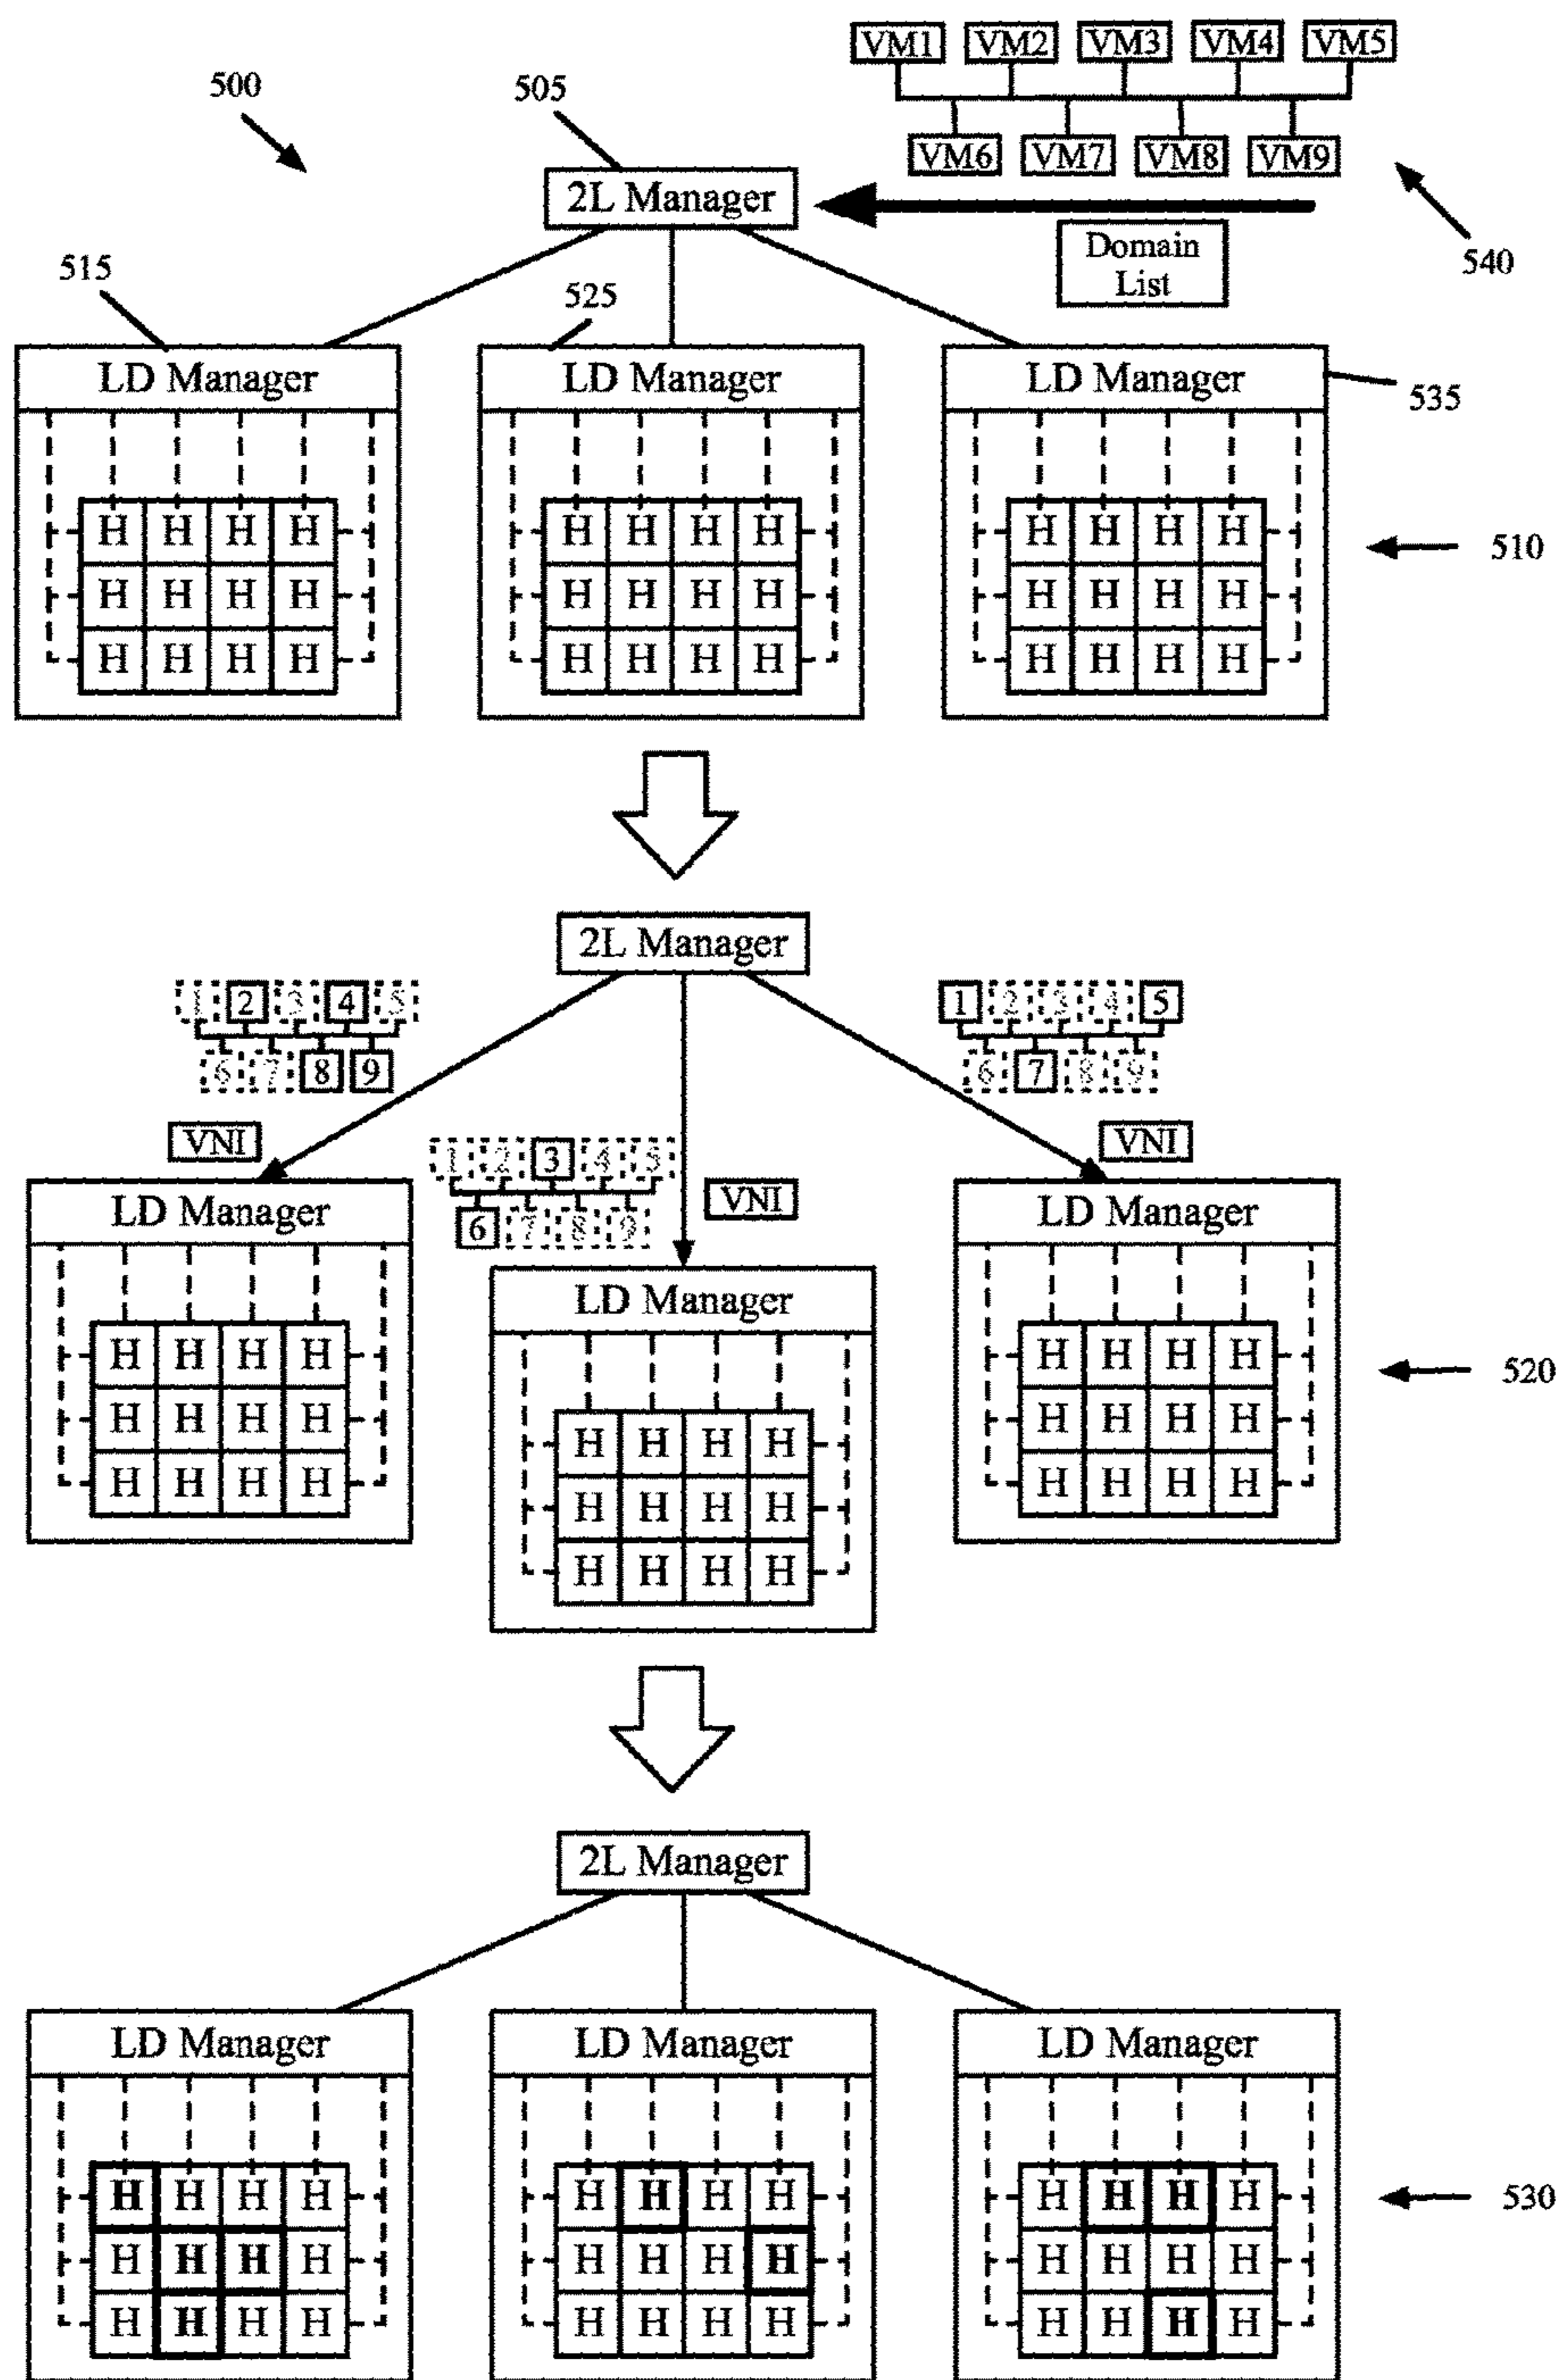 VM1 VM2 VM3 VM4 VM5
500 505
VM6 VM7 VM8 VM9
2L Manager
Domain
List
540
515 525
LD Manager LD Manager LD Manager
535
H H H H H H H H H H H H
510
H H H H H H H H H H H H
H H H H H H H H H H H H
2L Manager
1 2 3 4 5 1 2 3 4 5
6 7 8 9 6 7 8 9
VNI VNI
1 2 3 4 5
VNI
6 7 8 9
LD Manager LD Manager
LD Manager
H H H H H H H H
520
H H H H H H H H
H H H H
H H H H H H H H
H H H H
H H H H
2L Manager
LD Manager LD Manager LD Manager
H H H H H H H H H H H H
530
H H H H H H H H H H H H
H H H H H H H H H H H H